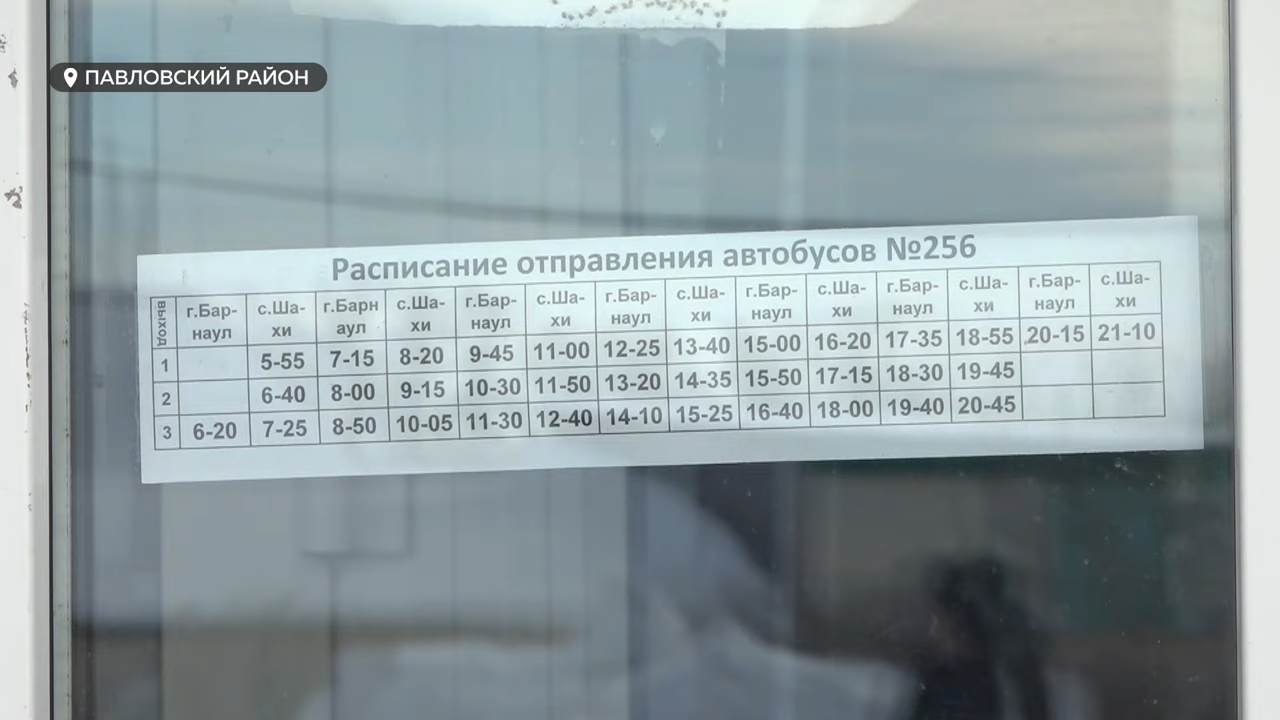 ПАВЛОВСКИЙ РАЙОН
Расписание отправления автобусов №256
выход г.Бар-наул с.Ша-хи г.Барн аул с.Ша-хи г.Бар-наул с.Ша-хи г.Бар-наул с.Ша-хи г.Бар-наул с.Ша-хи г.Бар-наул с.Ша-хи г.Бар-наул с.Ша-хи
1 5-55 7-15 8-20 9-45 11-00 12-25 13-40 15-00 16-20 17-35 18-55 20-15 21-10
2 6-40 8-00 9-15 10-30 11-50 13-20 14-35 15-50 17-15 18-30 19-45
3 6-20 7-25 8-50 10-05 11-30 12-40 14-10 15-25 16-40 18-00 19-40 20-45